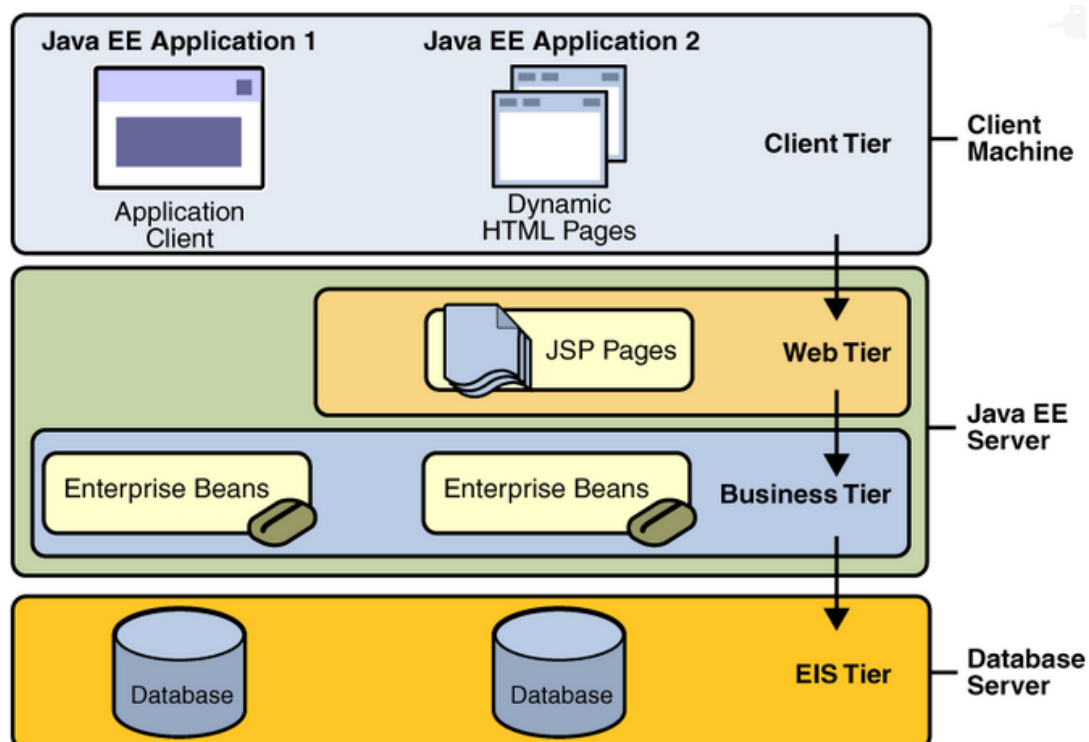 Java EE Application 1
Java EE Application 2
Application
Client
Dynamic
HTML Pages
Client Tier
Client
Machine
JSP Pages
Web Tier
Java EE
Server
Enterprise Beans
Enterprise Beans
Business Tier
Database
Database
EIS Tier
Database
Server